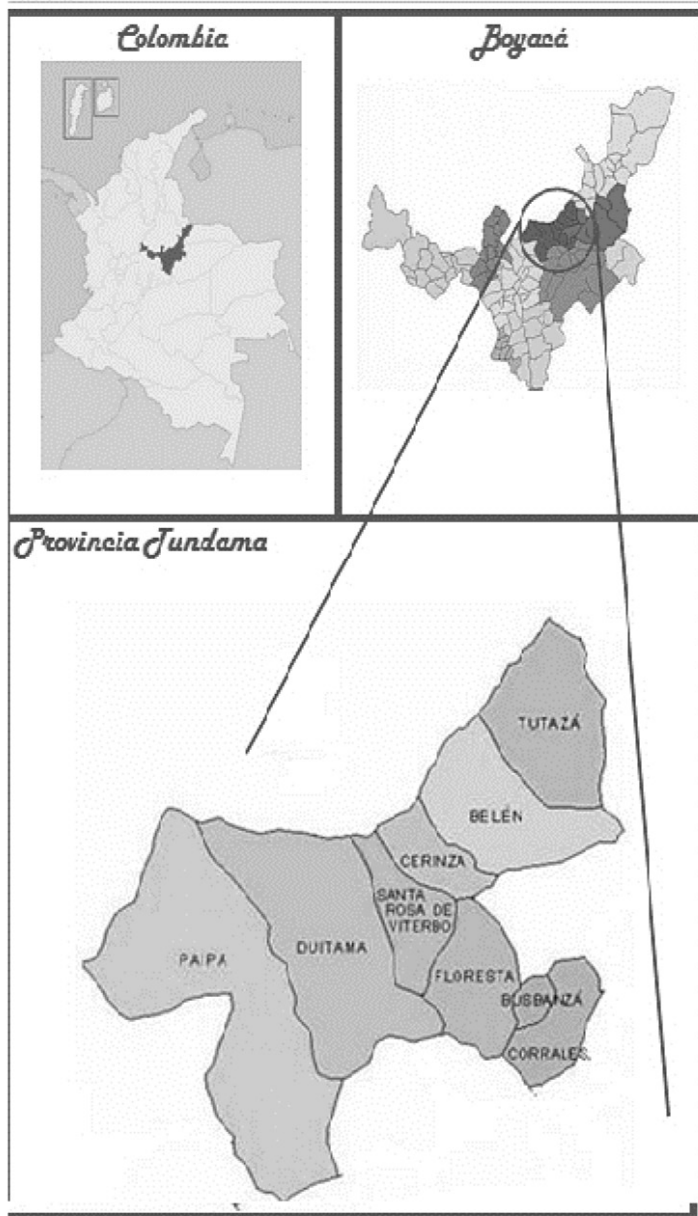 Colombia
Boyacá
Provincia Tundama
TUTAZÁ
BELÉN
CERINZA
SANTA
ROSA DE
VITERBO
DUITAMA
PAIPA
FLORESTA
BUSBANZÁ
CORRALES.